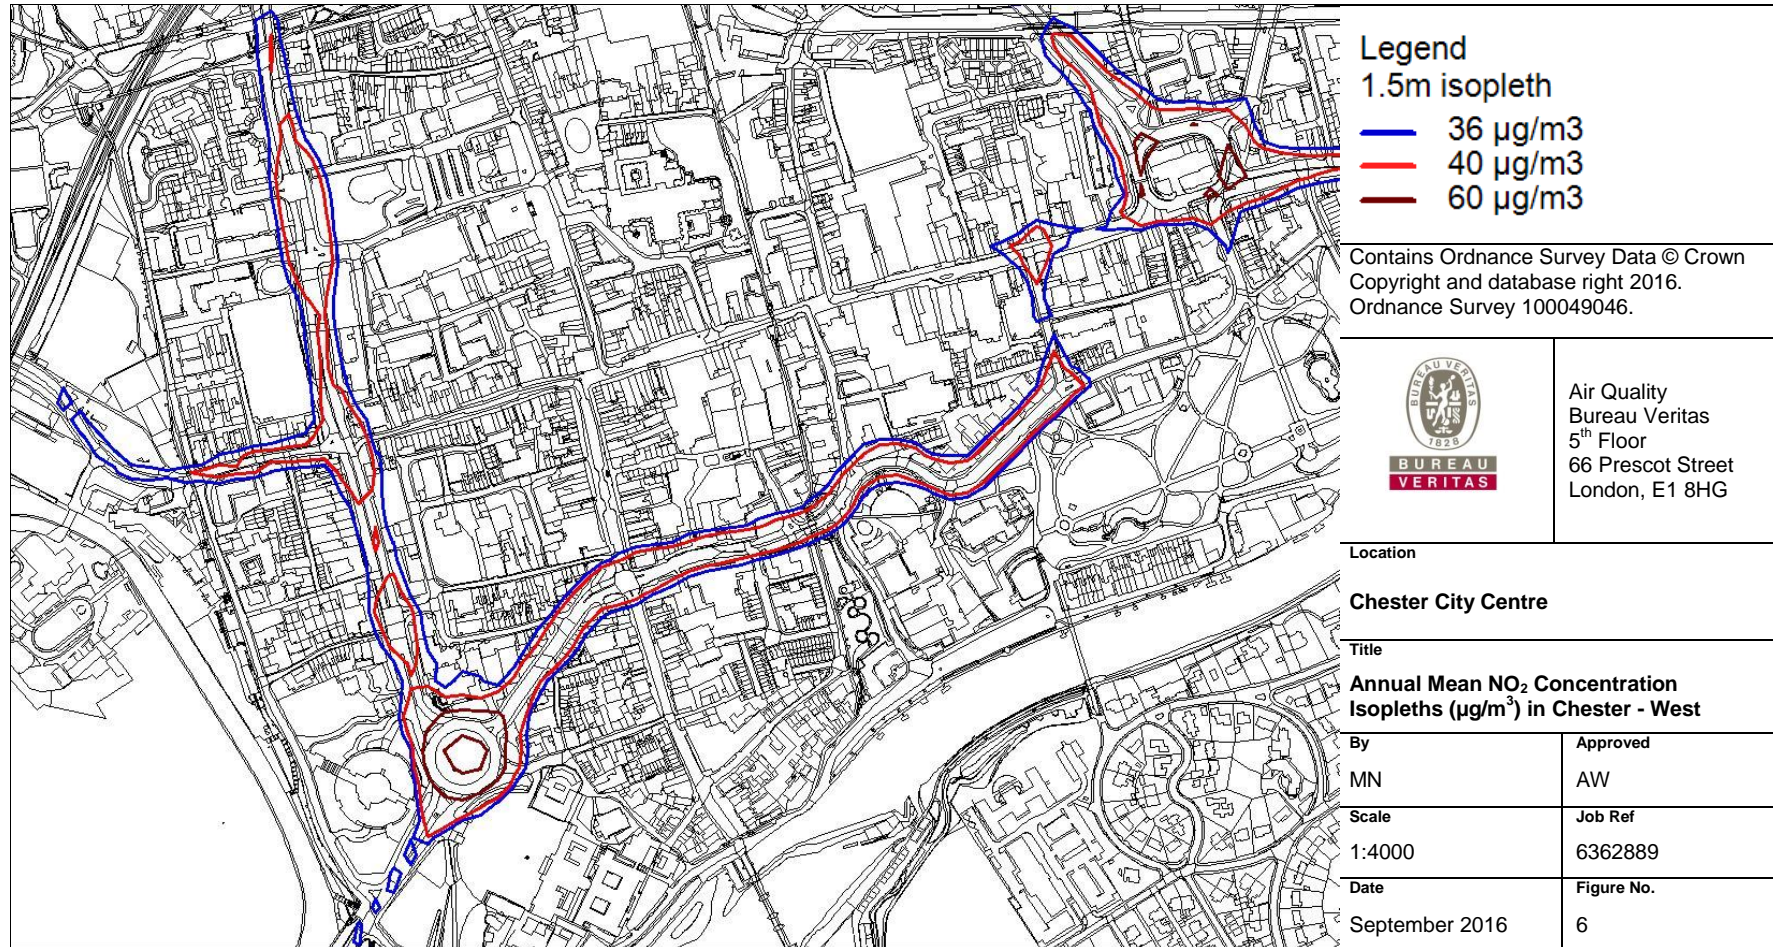 Legend
1.5m isopleth
36 µg/m3
40 µg/m3
60 µg/m3
Contains Ordnance Survey Data © Crown
Copyright and database right 2016.
Ordnance Survey 100049046.
BUREAU VERITAS
1828
BUREAU
VERITAS
Air Quality
Bureau Veritas
5th Floor
66 Prescot Street
London, E1 8HG
Location
Chester City Centre
Title
Annual Mean NO₂ Concentration
Isopleths (µg/m³) in Chester - West
By
MN
Approved
AW
Scale
1:4000
Job Ref
6362889
Date
September 2016
Figure No.
6